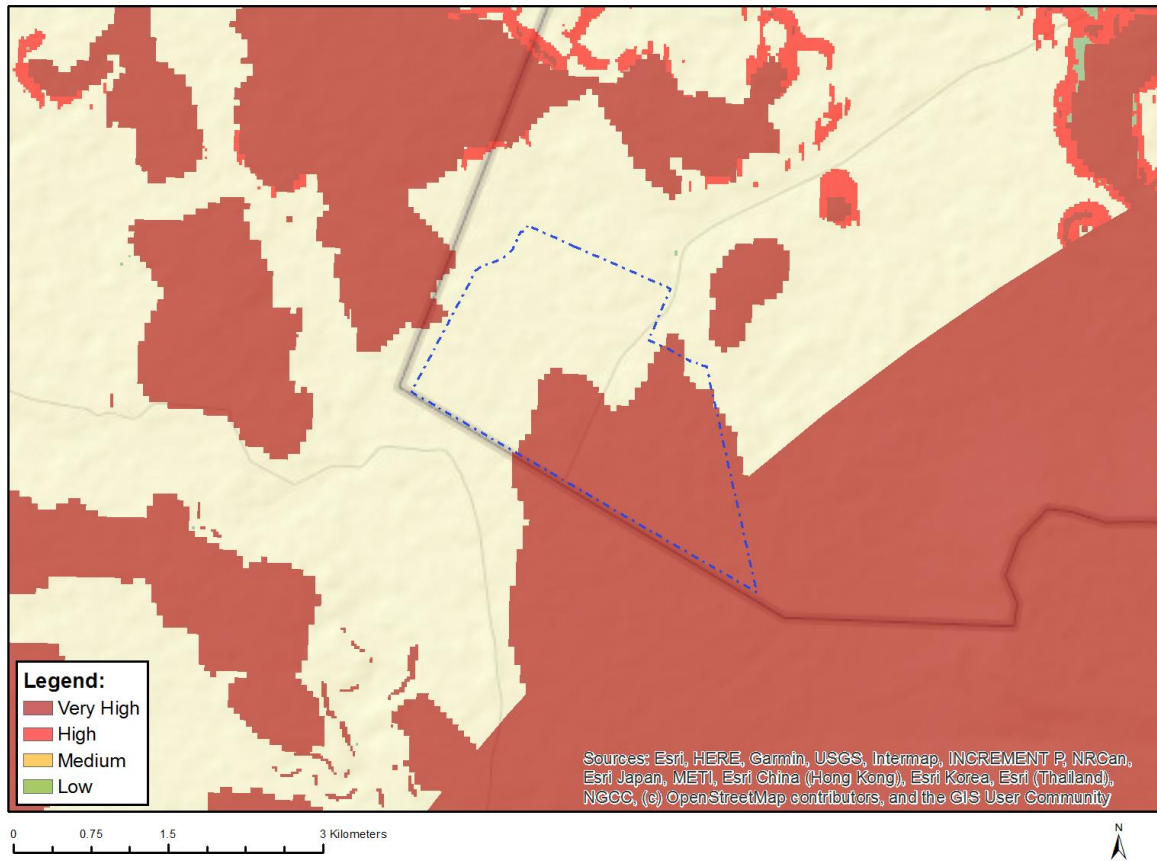 Legend:
Very High
High
Medium
Low
Sources: Esri, HERE, Garmin, USGS, Intermap, INCREMENT P, NRCan,
Esri Japan, METI, Esri China (Hong Kong), Esri Korea, Esri (Thailand),
NGCC, (c) OpenStreetMap contributors, and the GIS User Community
0 0.75 1.5 3 Kilometers
N